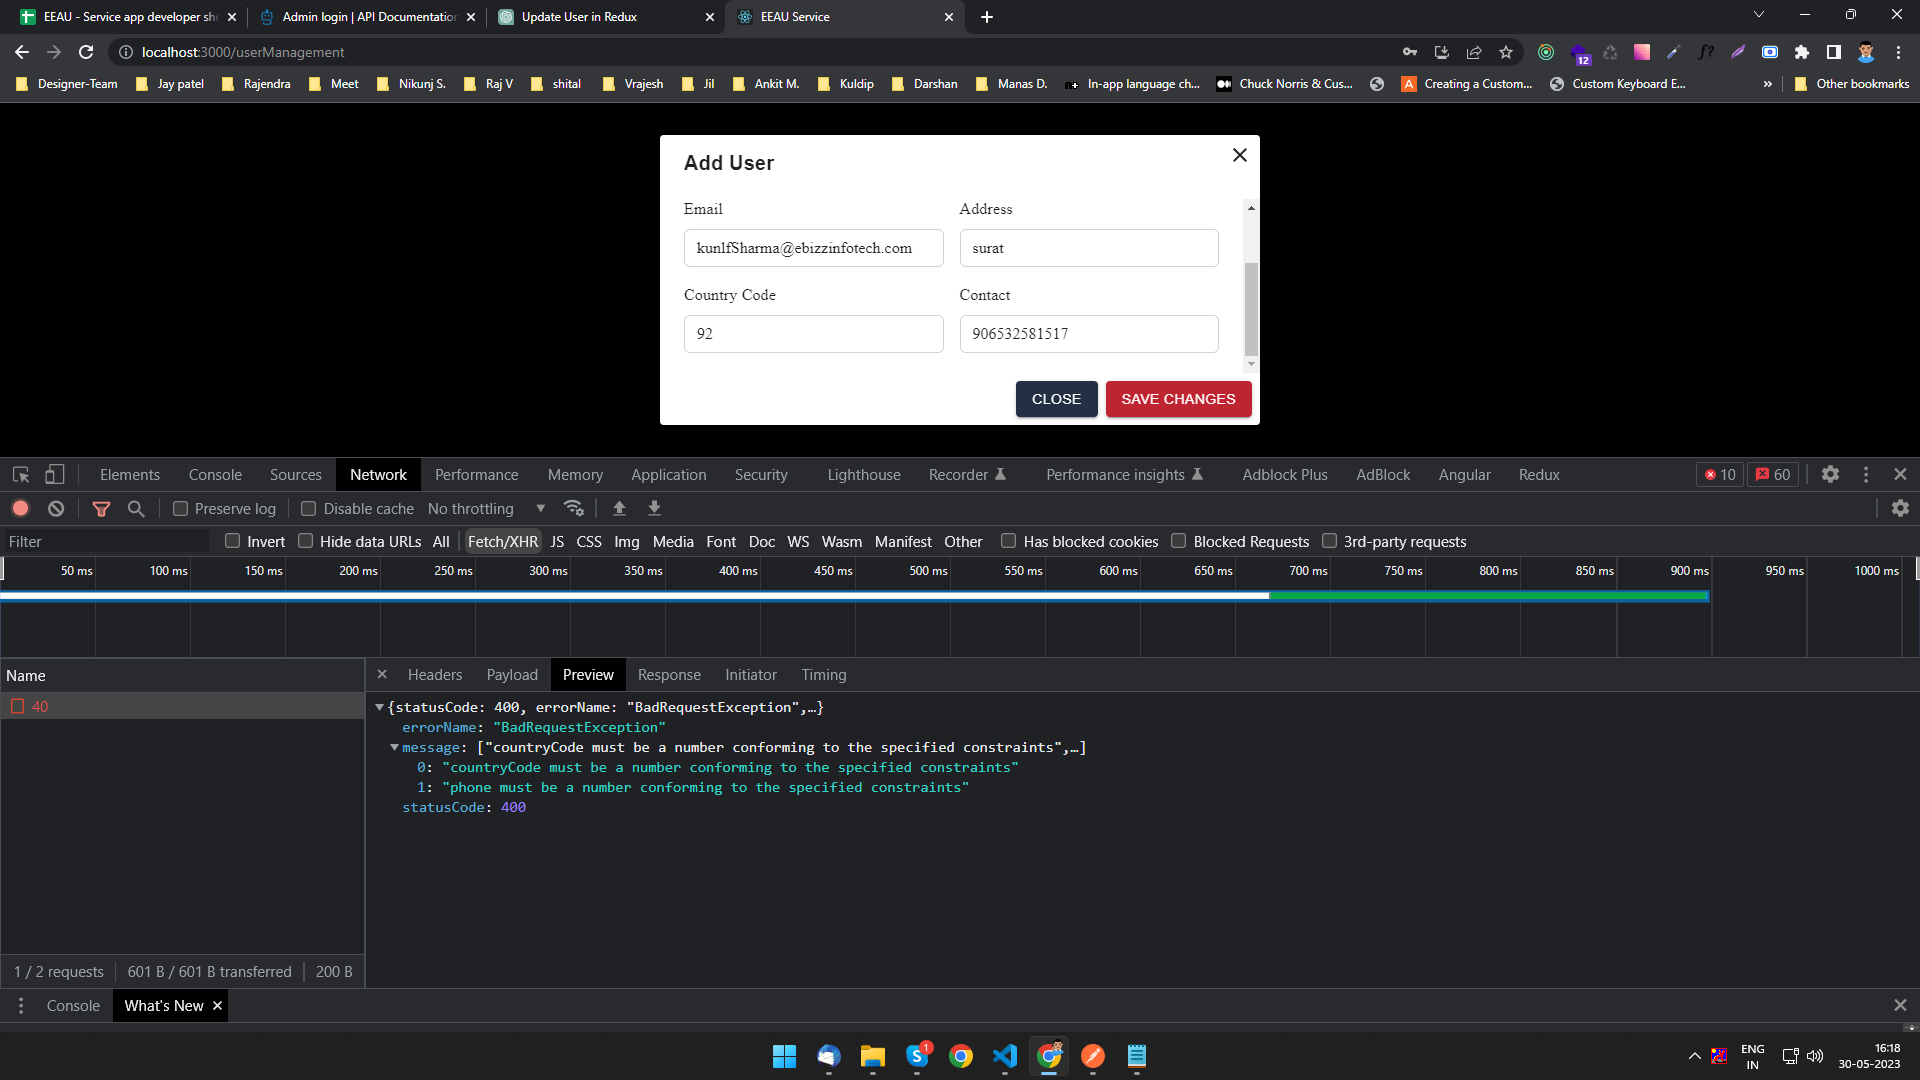 EEAU - Service app developer she
Admin login | API Documentation
Update User in Redux
EEAU Service
localhost:3000/userManagement
12
Designer-Team
Jay patel
Rajendra
Meet
Nikunj S.
Raj V
shital
Vrajesh
Jil
Ankit M.
Kuldip
Darshan
Manas D.
In-app language ch...
Chuck Norris & Cus...
Creating a Custom...
Custom Keyboard E...
»
Other bookmarks
Add User
Email
Address
kunlfSharma@ebizzinfotech.com
surat
Country Code
Contact
92
906532581517
CLOSE
SAVE CHANGES
Elements
Console
Sources
Network
Performance
Memory
Application
Security
Lighthouse
Recorder
Performance insights
Adblock Plus
AdBlock
Angular
Redux
10
60
Preserve log
Disable cache
No throttling
Filter
Invert
Hide data URLs
All
Fetch/XHR
JS
CSS
Img
Media
Font
Doc
WS
Wasm
Manifest
Other
Has blocked cookies
Blocked Requests
3rd-party requests
50 ms
100 ms
150 ms
200 ms
250 ms
300 ms
350 ms
400 ms
450 ms
500 ms
550 ms
600 ms
650 ms
700 ms
750 ms
800 ms
850 ms
900 ms
950 ms
1000 ms
Name
Headers
Payload
Preview
Response
Initiator
Timing
40
{statusCode: 400, errorName: "BadRequestException",…}
errorName: "BadRequestException"
message: ["countryCode must be a number conforming to the specified constraints",…]
0: "countryCode must be a number conforming to the specified constraints"
1: "phone must be a number conforming to the specified constraints"
statusCode: 400
1 / 2 requests
601 B / 601 B transferred
200 B
Console
What's New
1
ENG
IN
16:18
30-05-2023